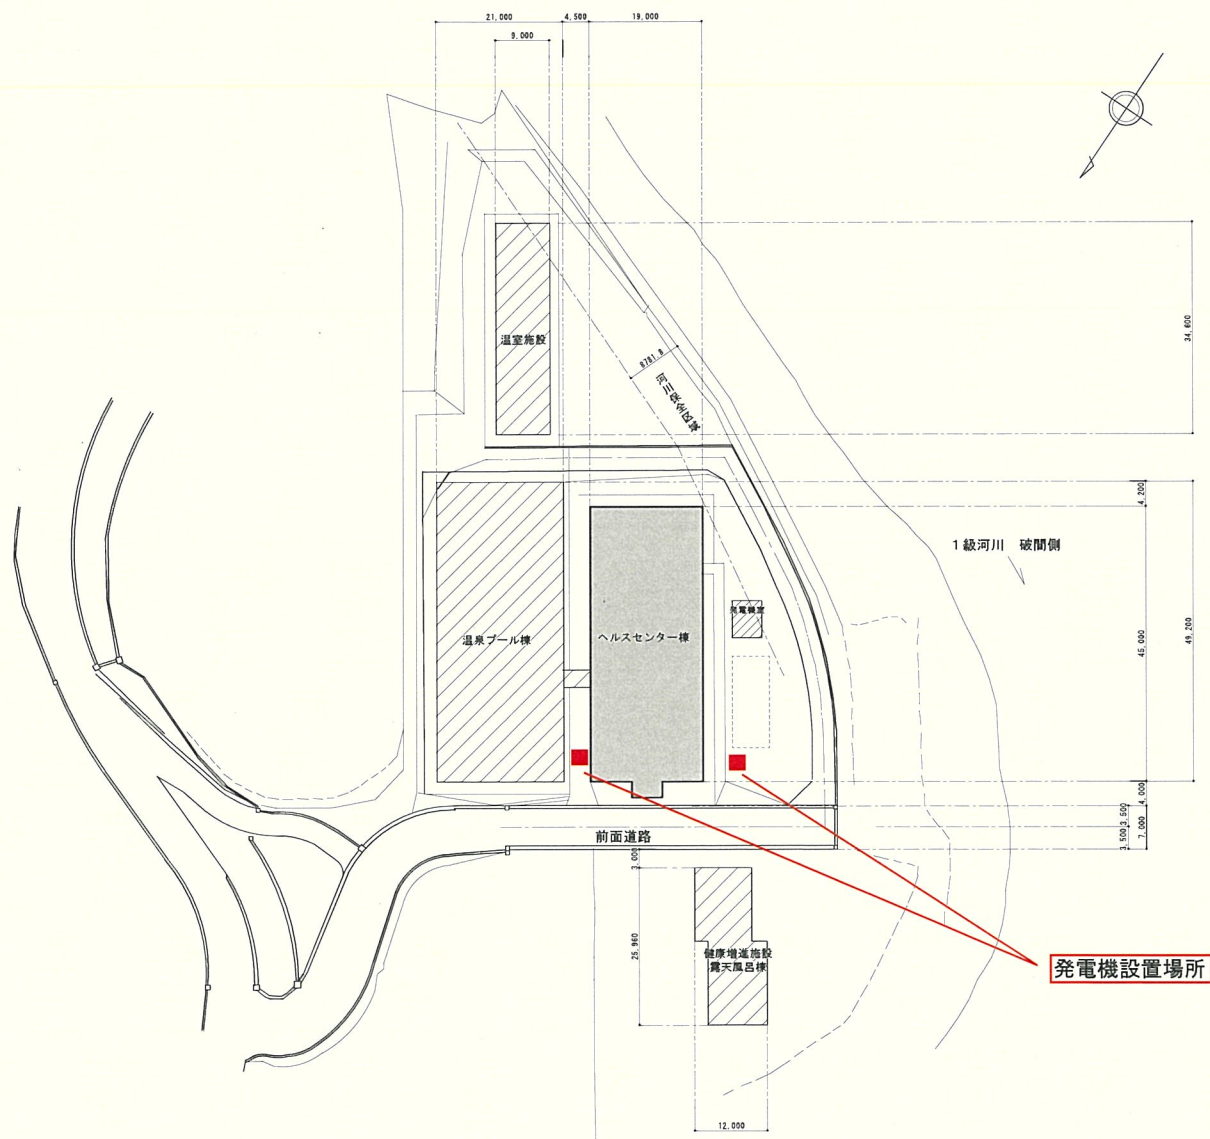 21,000
4,500
19,000
9,000
34,600
温室施設
8781.8
河川保全区域
4,200
1級河川 破間側
発電機室
温泉プール棟
ヘルスセンター棟
45,000
49,200
4,000
3,500
3,500
7,000
前面道路
3,000
25,960
健康増進施設
露天風呂棟
発電機設置場所
12,000